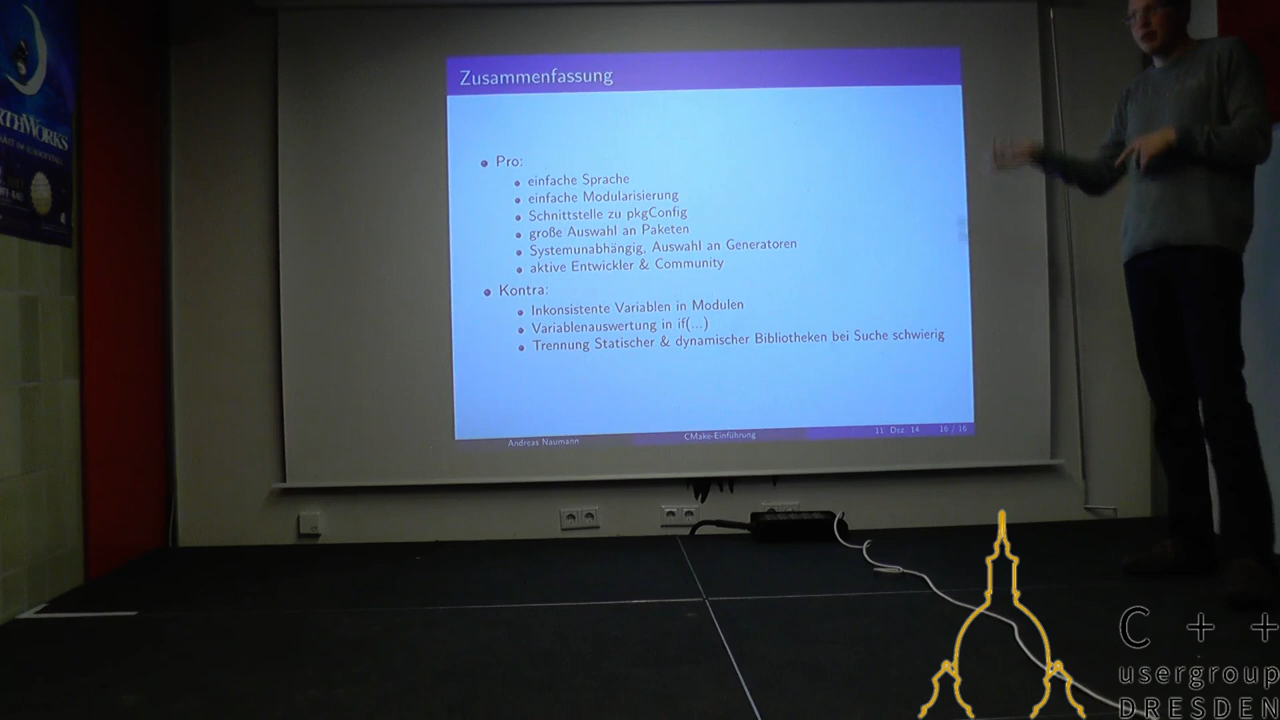 RTHWORKS
Zusammenfassung
Pro:
einfache Sprache
einfache Modularisierung
Schnittstelle zu pkgConfig
große Auswahl an Paketen
Systemunabhängig, Auswahl an Generatoren
aktive Entwickler & Community
Kontra:
Inkonsistente Variablen in Modulen
Variablenauswertung in if(...)
Trennung Statischer & dynamischer Bibliotheken bei Suche schwierig
Andreas Naumann
CMake-Einführung
11 Dez 14
16 / 16
C + +
usergroup
DRESDEN